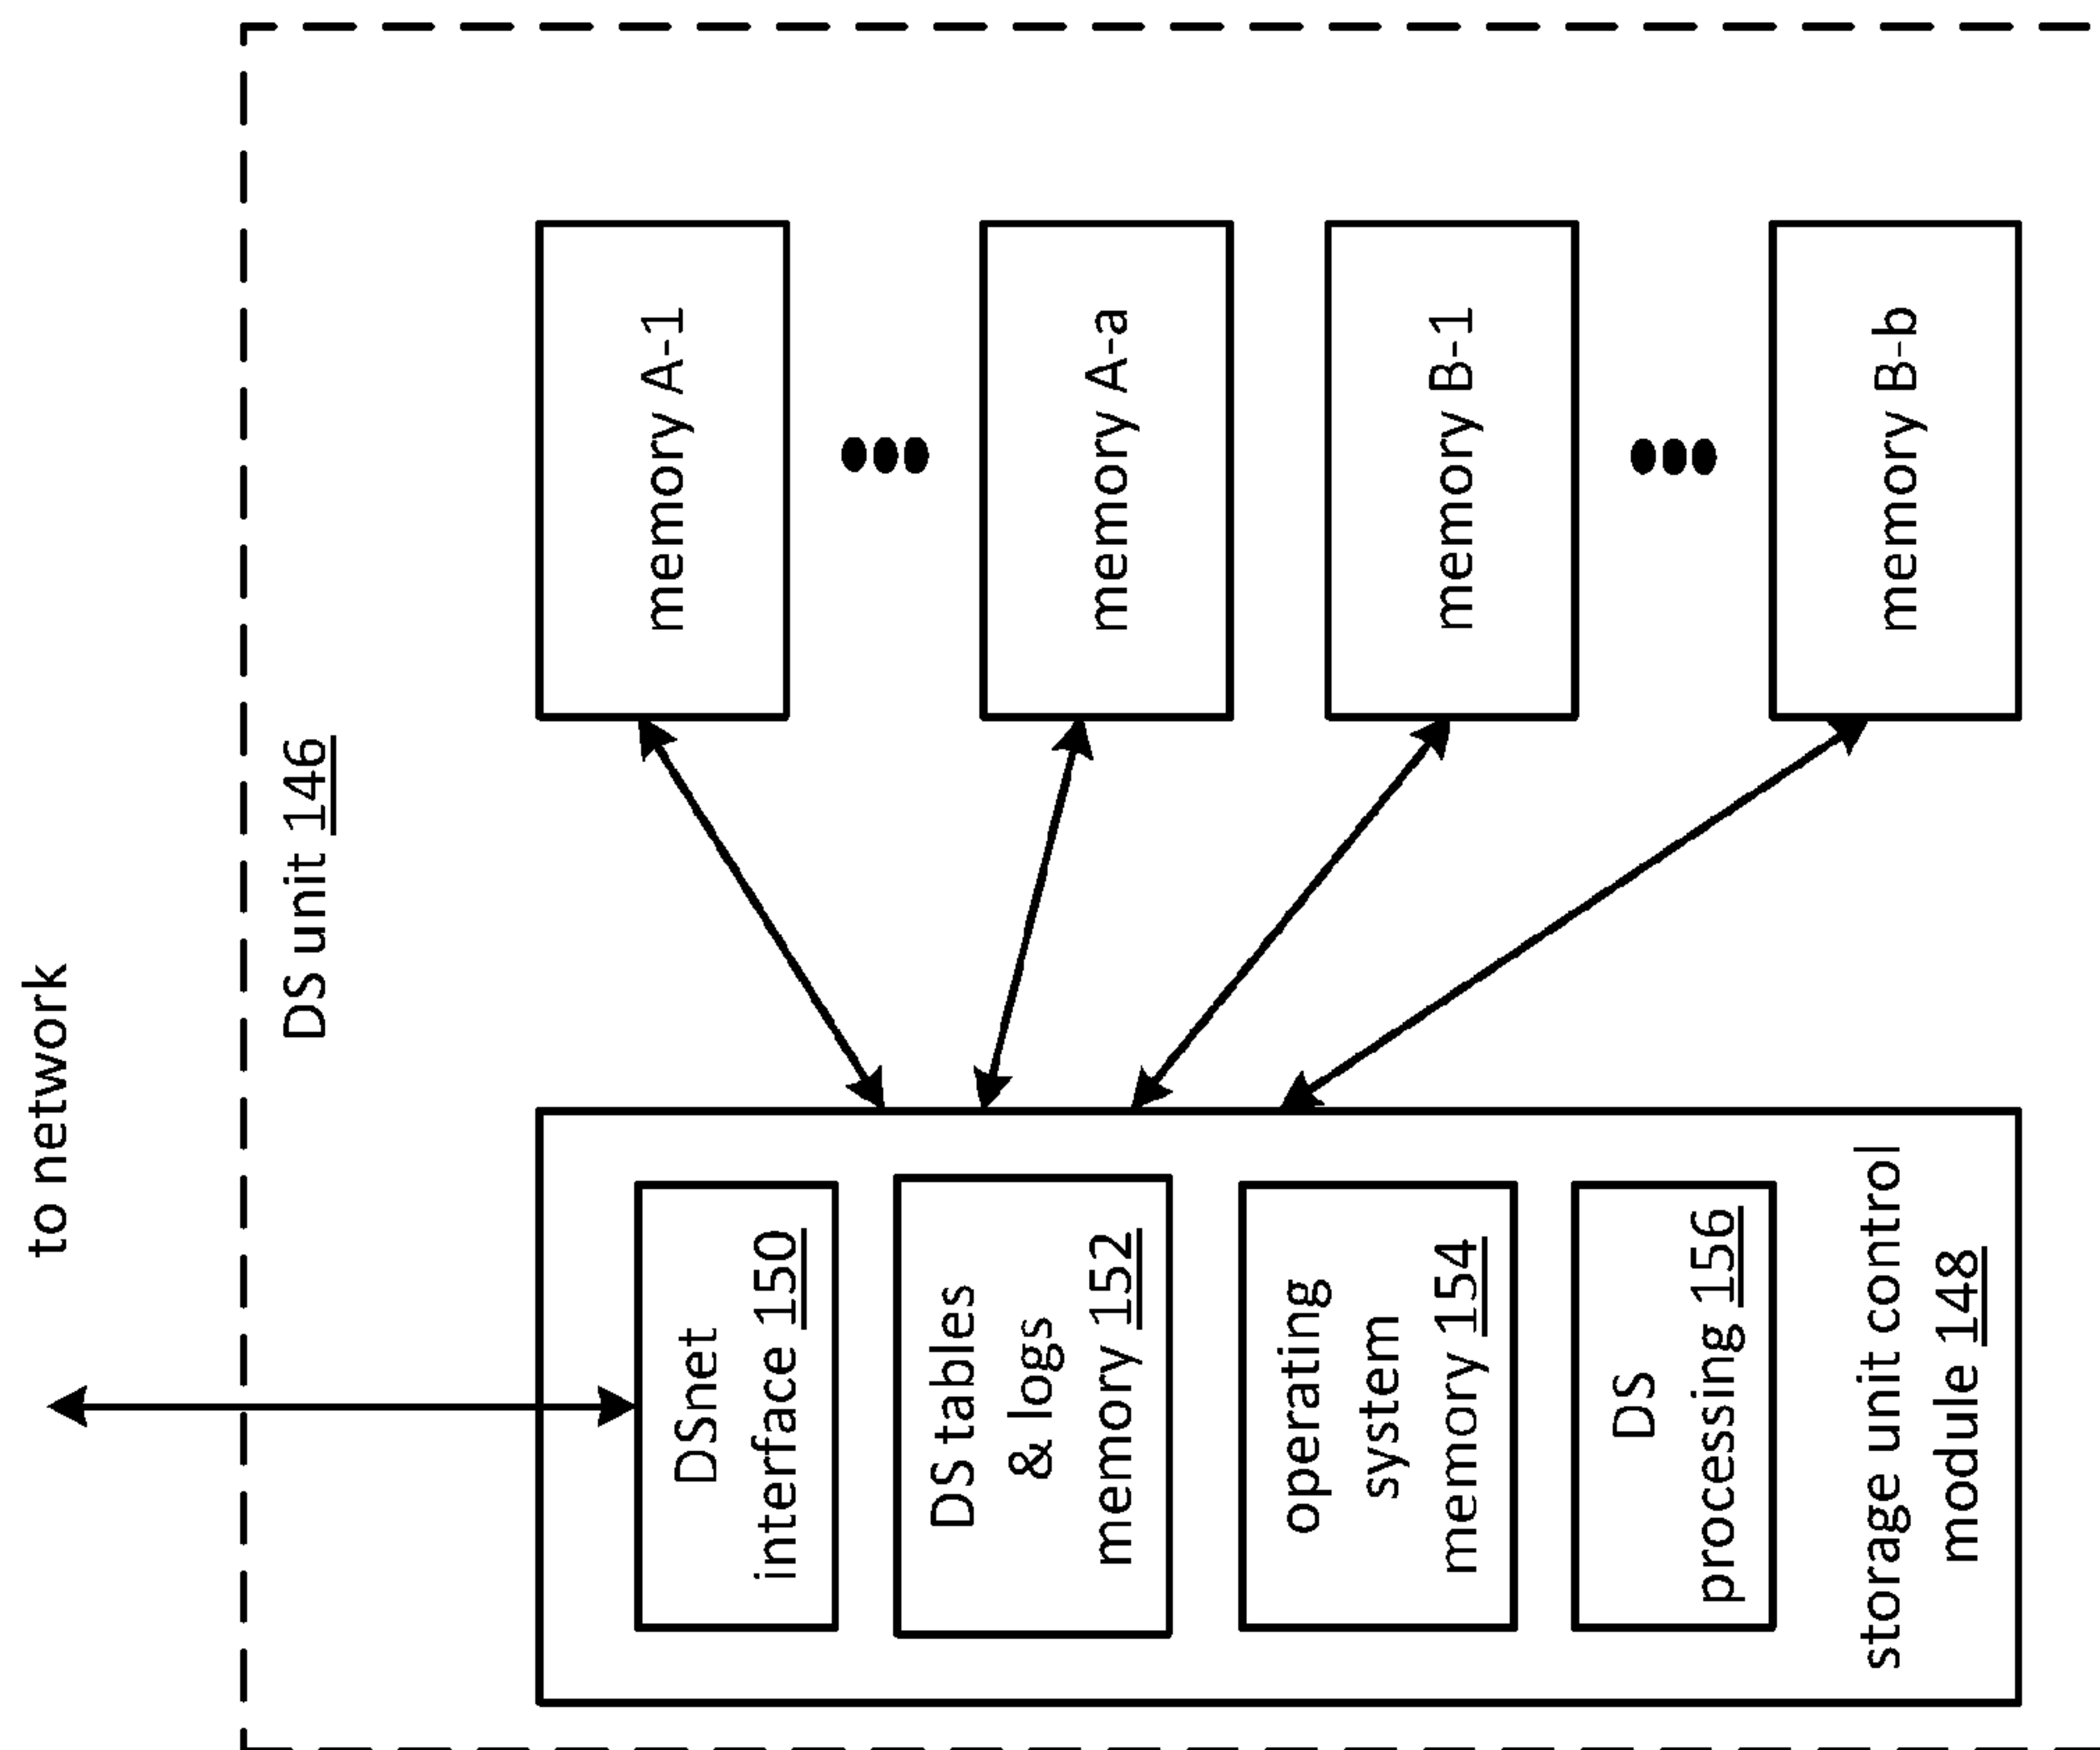 to network
DS unit 146
DSnet
interface 150
DS tables
& logs
memory 152
operating
system
memory 154
DS
processing 156
storage unit control
module 148
memory A-1
memory A-a
memory B-1
memory B-b